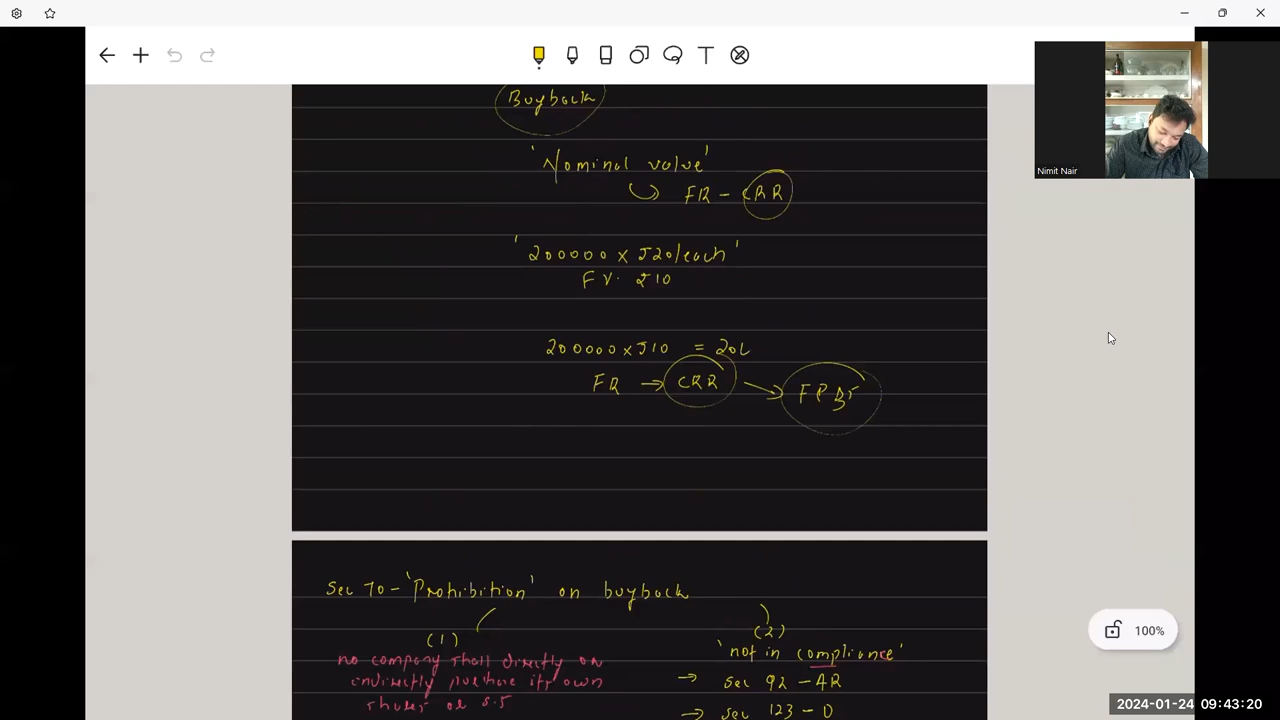 Nimit Nair
Buyback
'Nominal value'
FR - CRR
'200000 x ₹20/each'
FV. ₹10
200000 x ₹10 = 20L
FR → CRR →
Sec 70 - 'Prohibition' on buyback
(1)
(2)
no company shall directly or
indirectly purchase its own
shares or s.s
'not in compliance'
→ sec 92 - AR
→ sec 123 - D
T
100%
2024-01-24 09:43:20